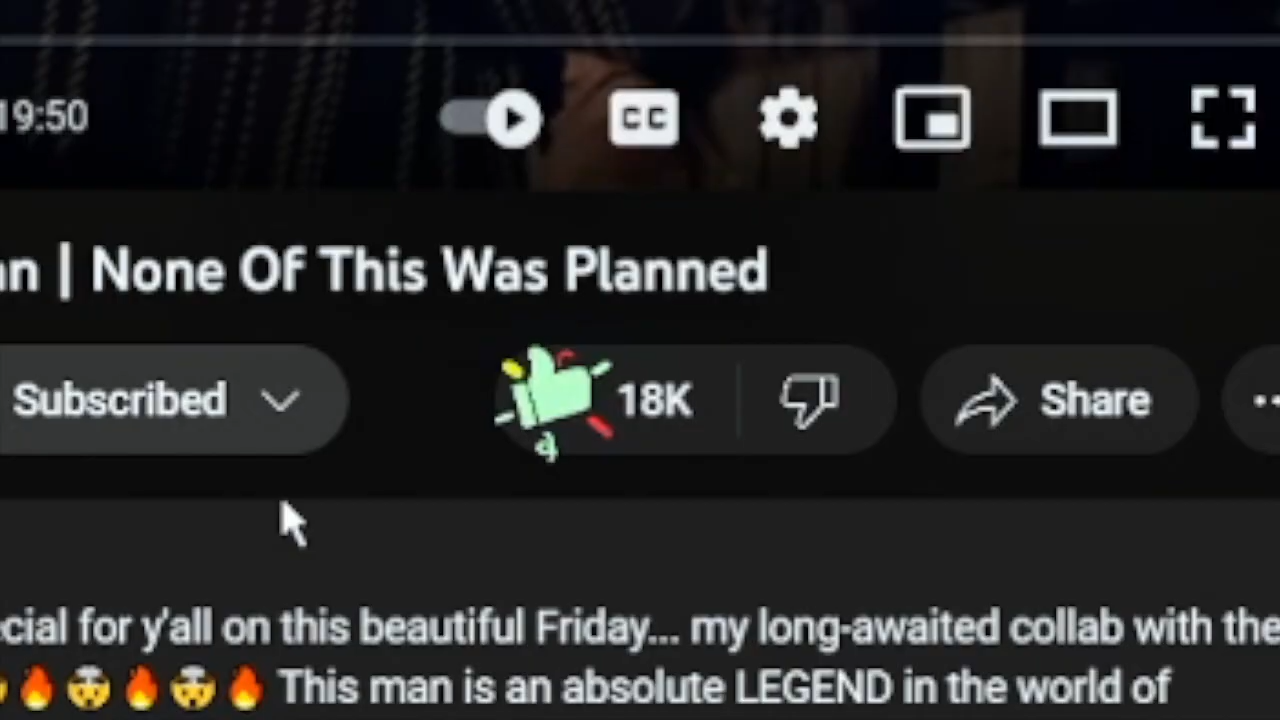 19:50
CC
an | None Of This Was Planned
Subscribed
18K
Share
cial for y'all on this beautiful Friday... my long-awaited collab with the
This man is an absolute LEGEND in the world of